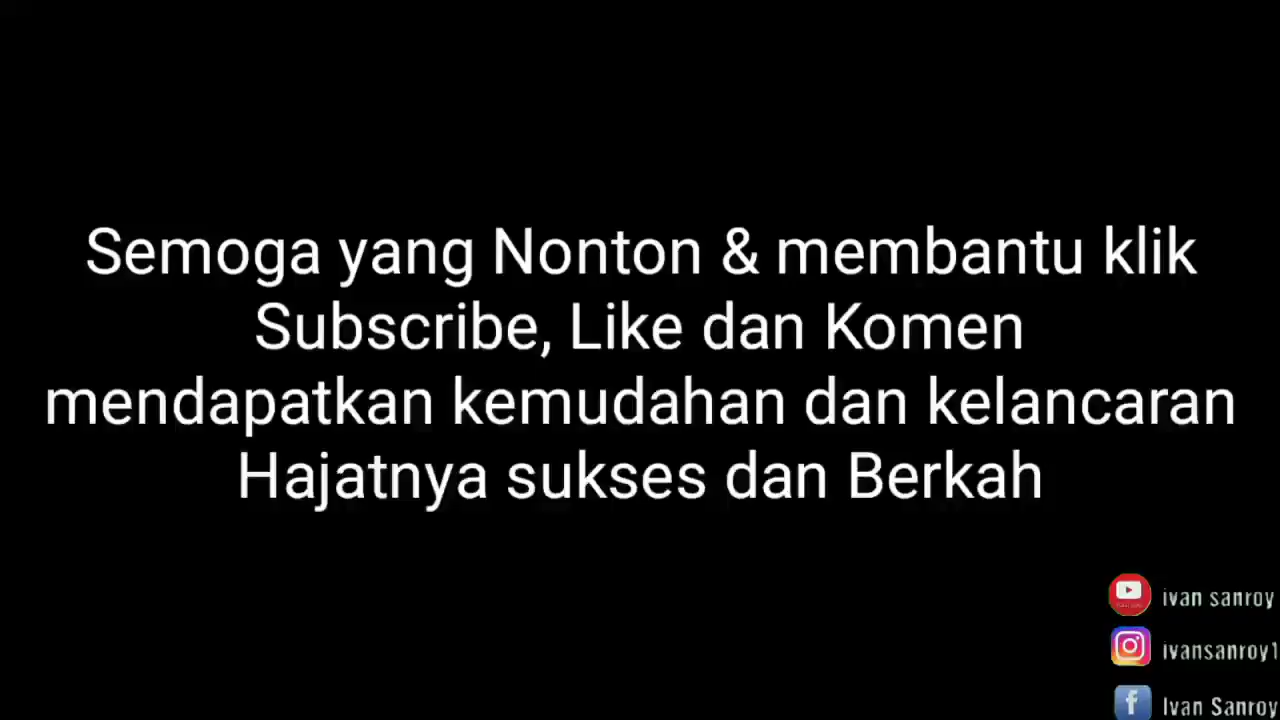 Semoga yang Nonton & membantu klik
Subscribe, Like dan Komen
mendapatkan kemudahan dan kelancaran
Hajatnya sukses dan Berkah
ivan sanroy
ivansanroy1
Ivan Sanroy